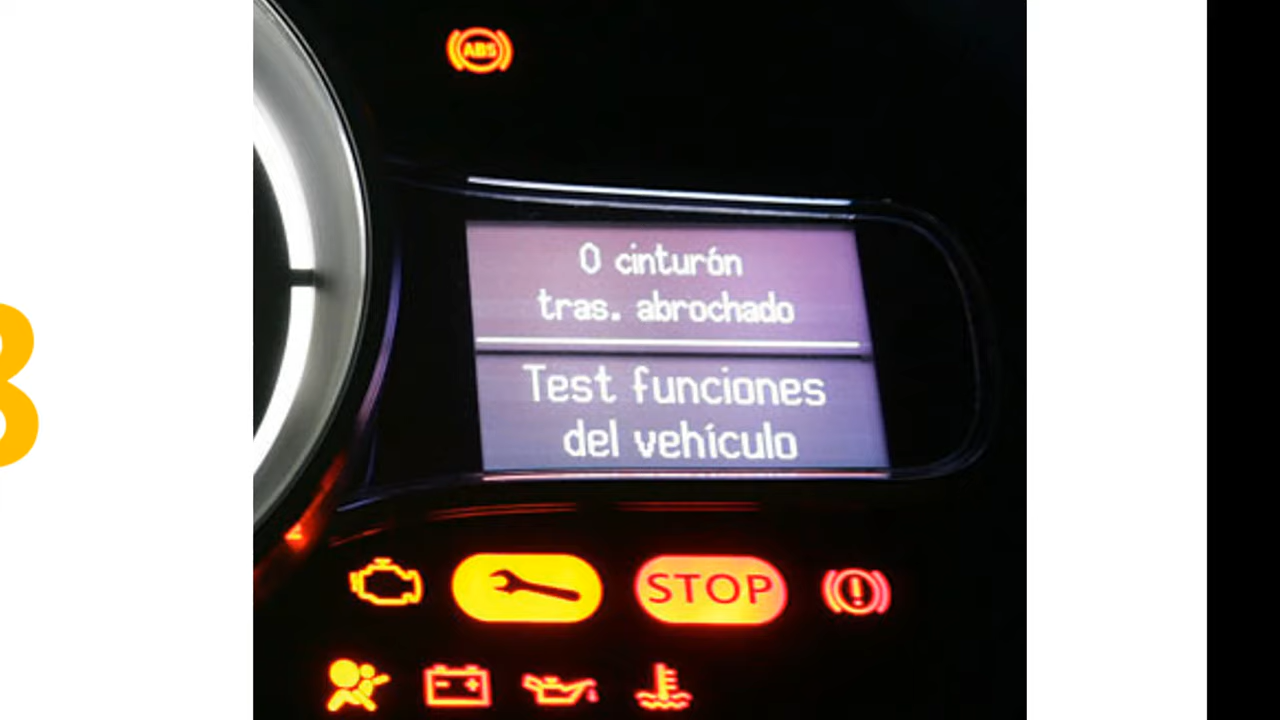 ABS
0 cinturón
tras. abrochado
Test funciones
del vehículo
STOP